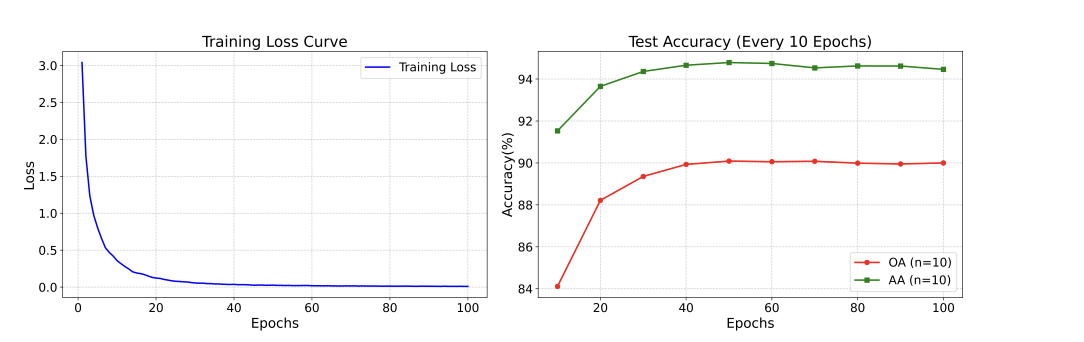 Training Loss Curve
Loss
3.0
2.5
2.0
1.5
1.0
0.5
0.0
Training Loss
0 20 40 60 80 100
Epochs
Test Accuracy (Every 10 Epochs)
Accuracy(%)
94
92
90
88
86
84
OA (n=10)
AA (n=10)
20 40 60 80 100
Epochs